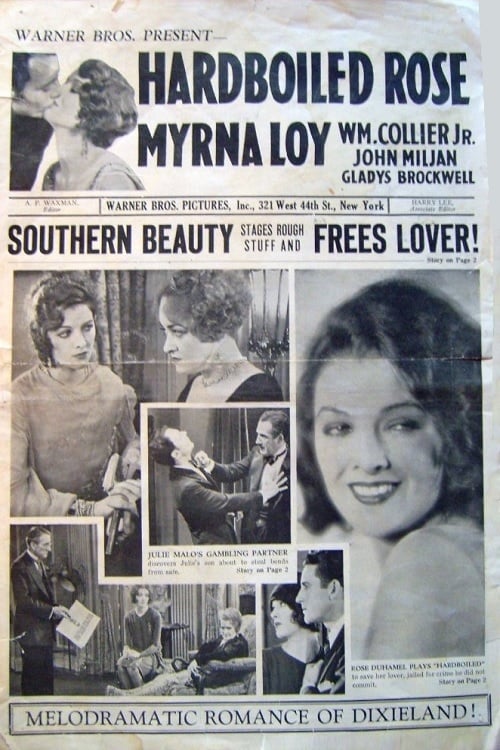 WARNER BROS. PRESENT—
HARDBOILED ROSE
MYRNA LOY
WM. COLLIER Jr.
JOHN MILJAN
GLADYS BROCKWELL
A. P. WAXMAN,
Editor
WARNER BROS. PICTURES, Inc., 321 West 44th St., New York
HARRY LEE,
Associate Editor
SOUTHERN BEAUTY STAGES ROUGH STUFF AND FREES LOVER!
Story on Page 2
JULIE MALO'S GAMBLING PARTNER
discovers Julie's son about to steal bonds
from safe. Story on Page 2
ROSE DUHAMEL PLAYS "HARDBOILED"
to save her lover, jailed for crime he did not
commit. Story on Page 2
MELODRAMATIC ROMANCE OF DIXIELAND!